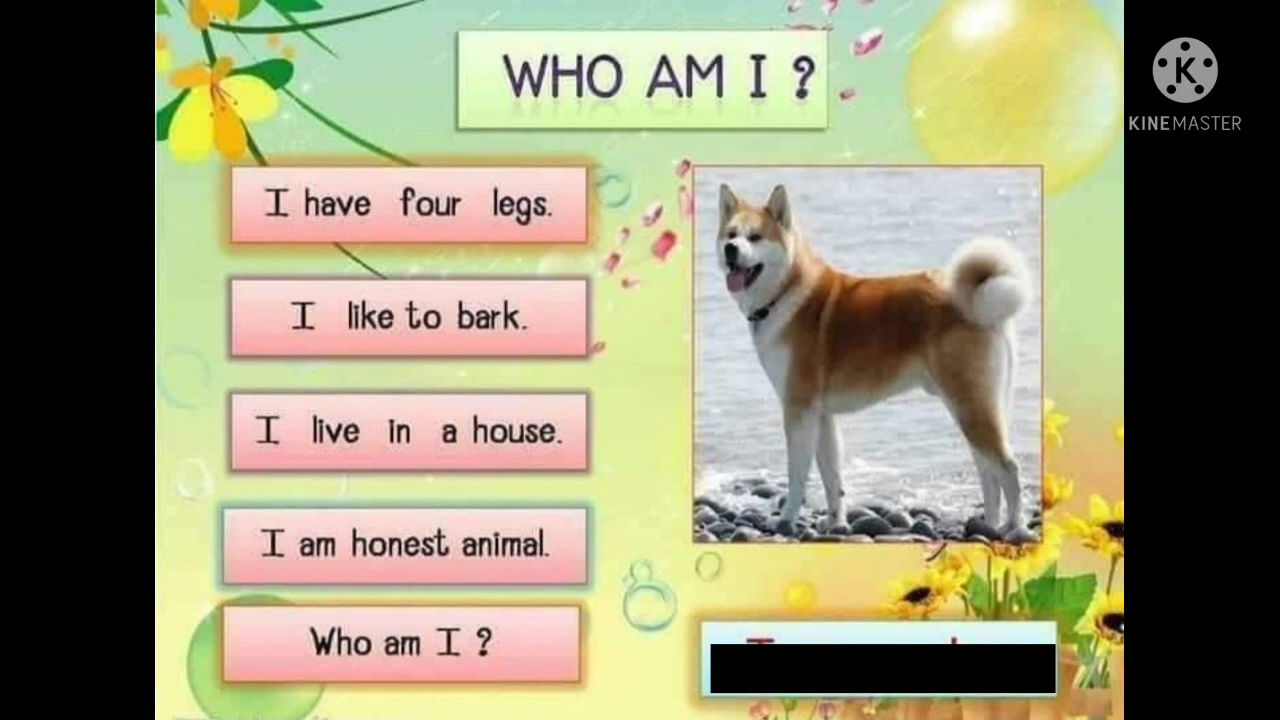 WHO AM I ?
KINEMASTER
I have four legs.
I like to bark.
I live in a house.
I am honest animal.
Who am I ?